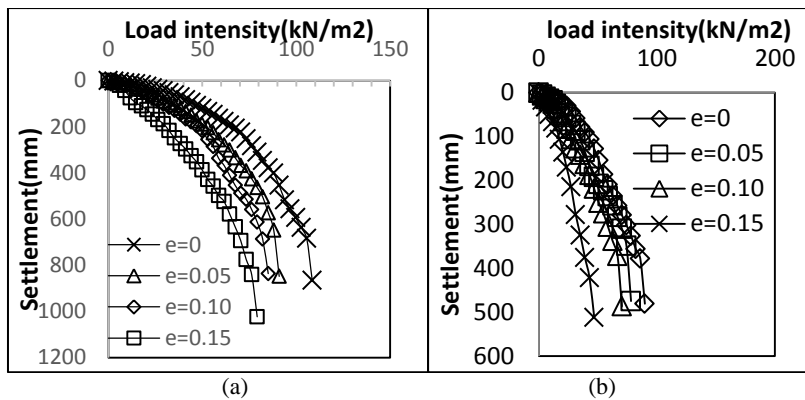 Load intensity(kN/m2)
0 50 100 150
0
200
400
600
800
1000
1200
Settlement(mm)
e=0
e=0.05
e=0.10
e=0.15
(a)
load intensity(kN/m2)
0 100 200
0
100
200
300
400
500
600
Settlement(mm)
e=0
e=0.05
e=0.10
e=0.15
(b)